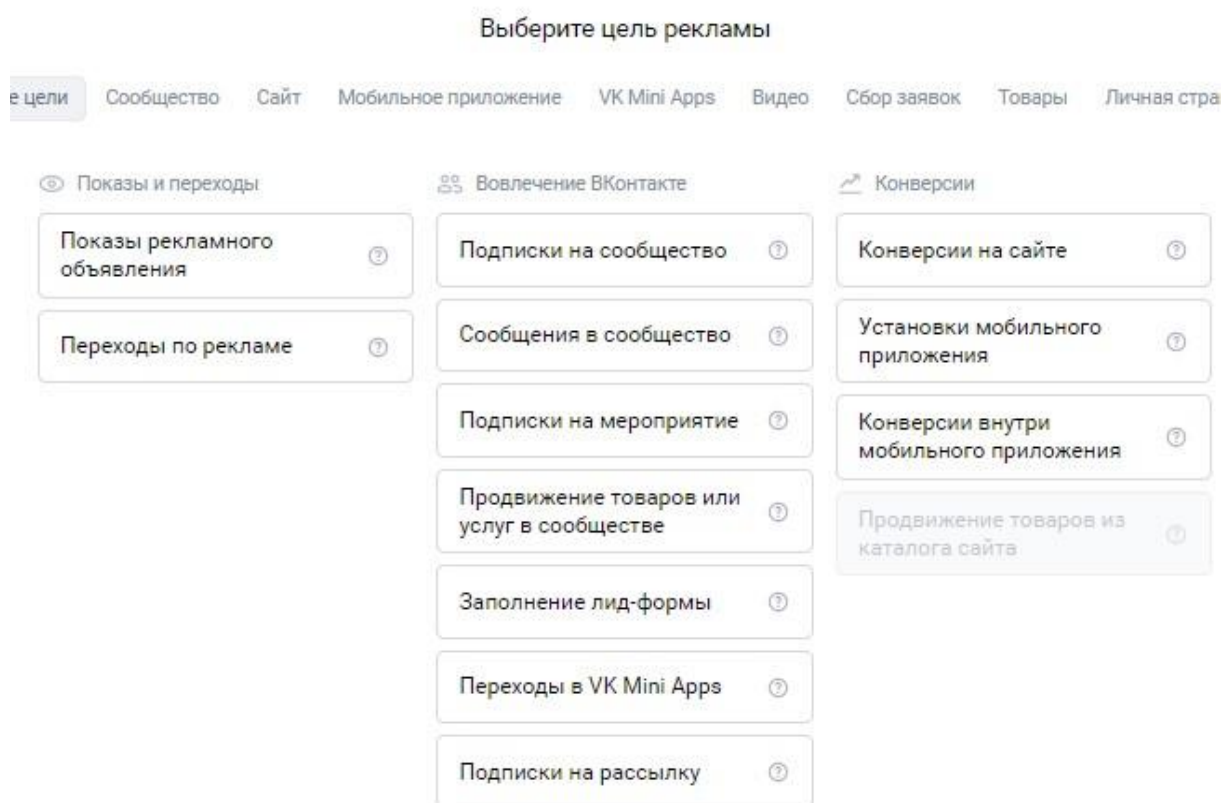 Выберите цель рекламы
е цели Сообщество Сайт Мобильное приложение VK Mini Apps Видео Сбор заявок Товары Личная стра
Показы и переходы
Показы рекламного
объявления
Переходы по рекламе
Вовлечение ВКонтакте
Подписки на сообщество
Сообщения в сообщество
Подписки на мероприятие
Продвижение товаров или
услуг в сообществе
Заполнение лид-формы
Переходы в VK Mini Apps
Подписки на рассылку
Конверсии
Конверсии на сайте
Установки мобильного
приложения
Конверсии внутри
мобильного приложения
Продвижение товаров из
каталога сайта